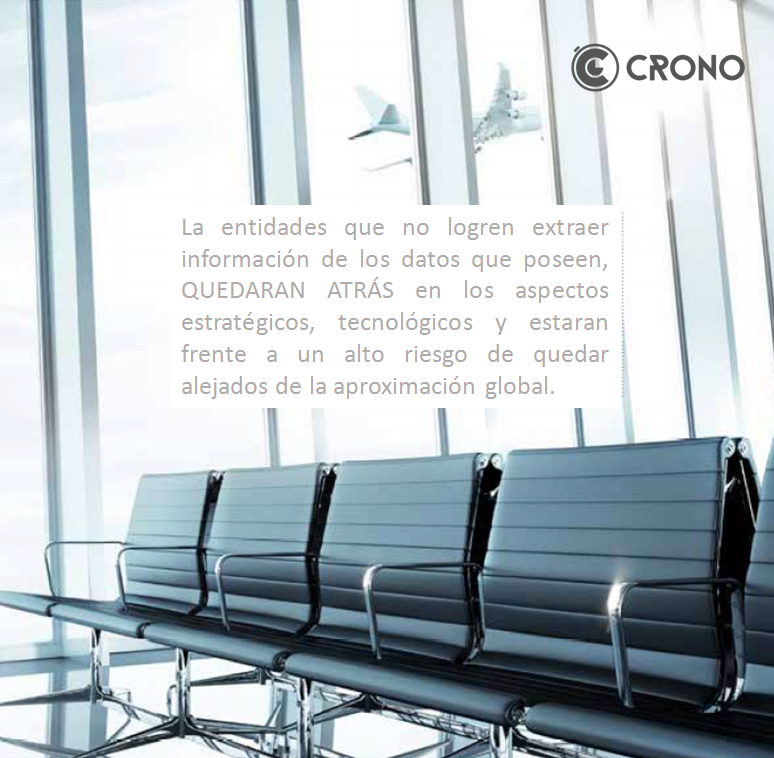 CRONO
La entidades que no logren extraer
información de los datos que poseen,
QUEDARAN ATRÁS en los aspectos
estratégicos, tecnológicos y estaran
frente a un alto riesgo de quedar
alejados de la aproximación global.